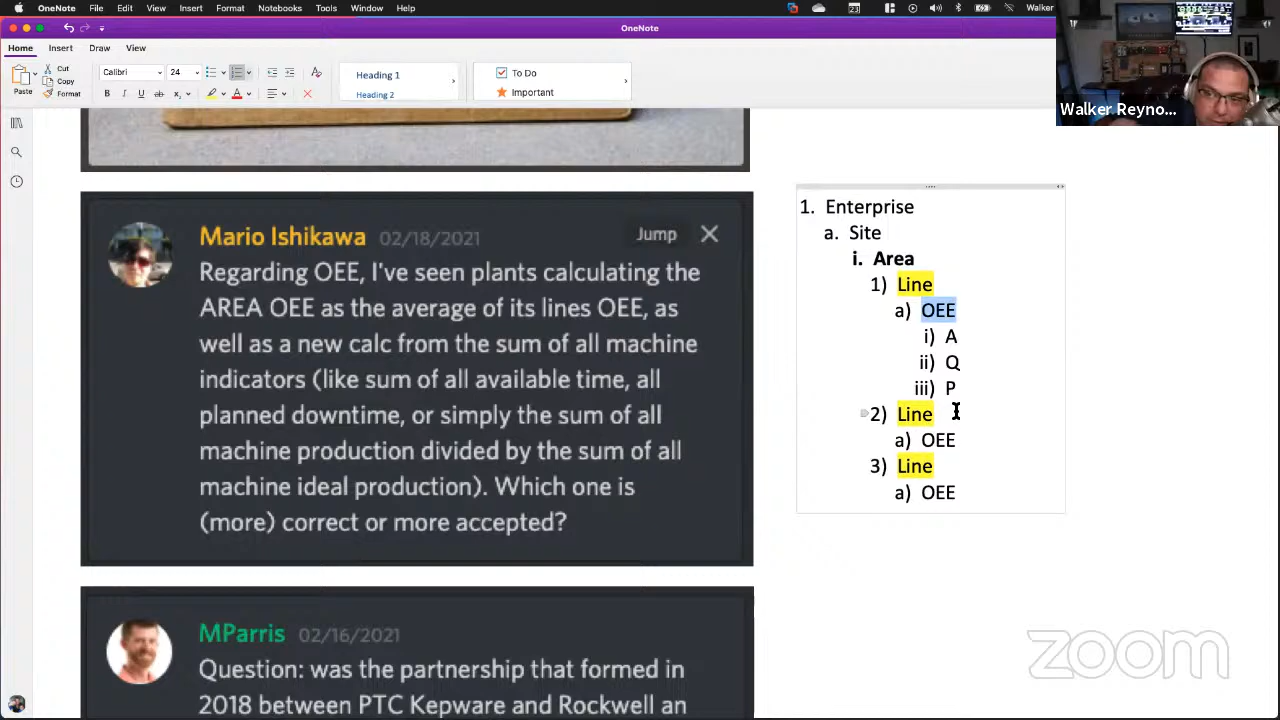 OneNote File Edit View Insert Format Notebooks Tools Window Help Walker
OneNote
Home Insert Draw View
Paste Cut Copy Format Calibri 24 B I U ab x A Heading 1 Heading 2 To Do Important
Walker Reyno...
Mario Ishikawa 02/18/2021 Jump
Regarding OEE, I've seen plants calculating the
AREA OEE as the average of its lines OEE, as
well as a new calc from the sum of all machine
indicators (like sum of all available time, all
planned downtime, or simply the sum of all
machine production divided by the sum of all
machine ideal production). Which one is
(more) correct or more accepted?
1. Enterprise
a. Site
i. Area
1) Line
a) OEE
i) A
ii) Q
iii) P
2) Line
a) OEE
3) Line
a) OEE
MParris 02/16/2021
Question: was the partnership that formed in
2018 between PTC Kepware and Rockwell an
zoom